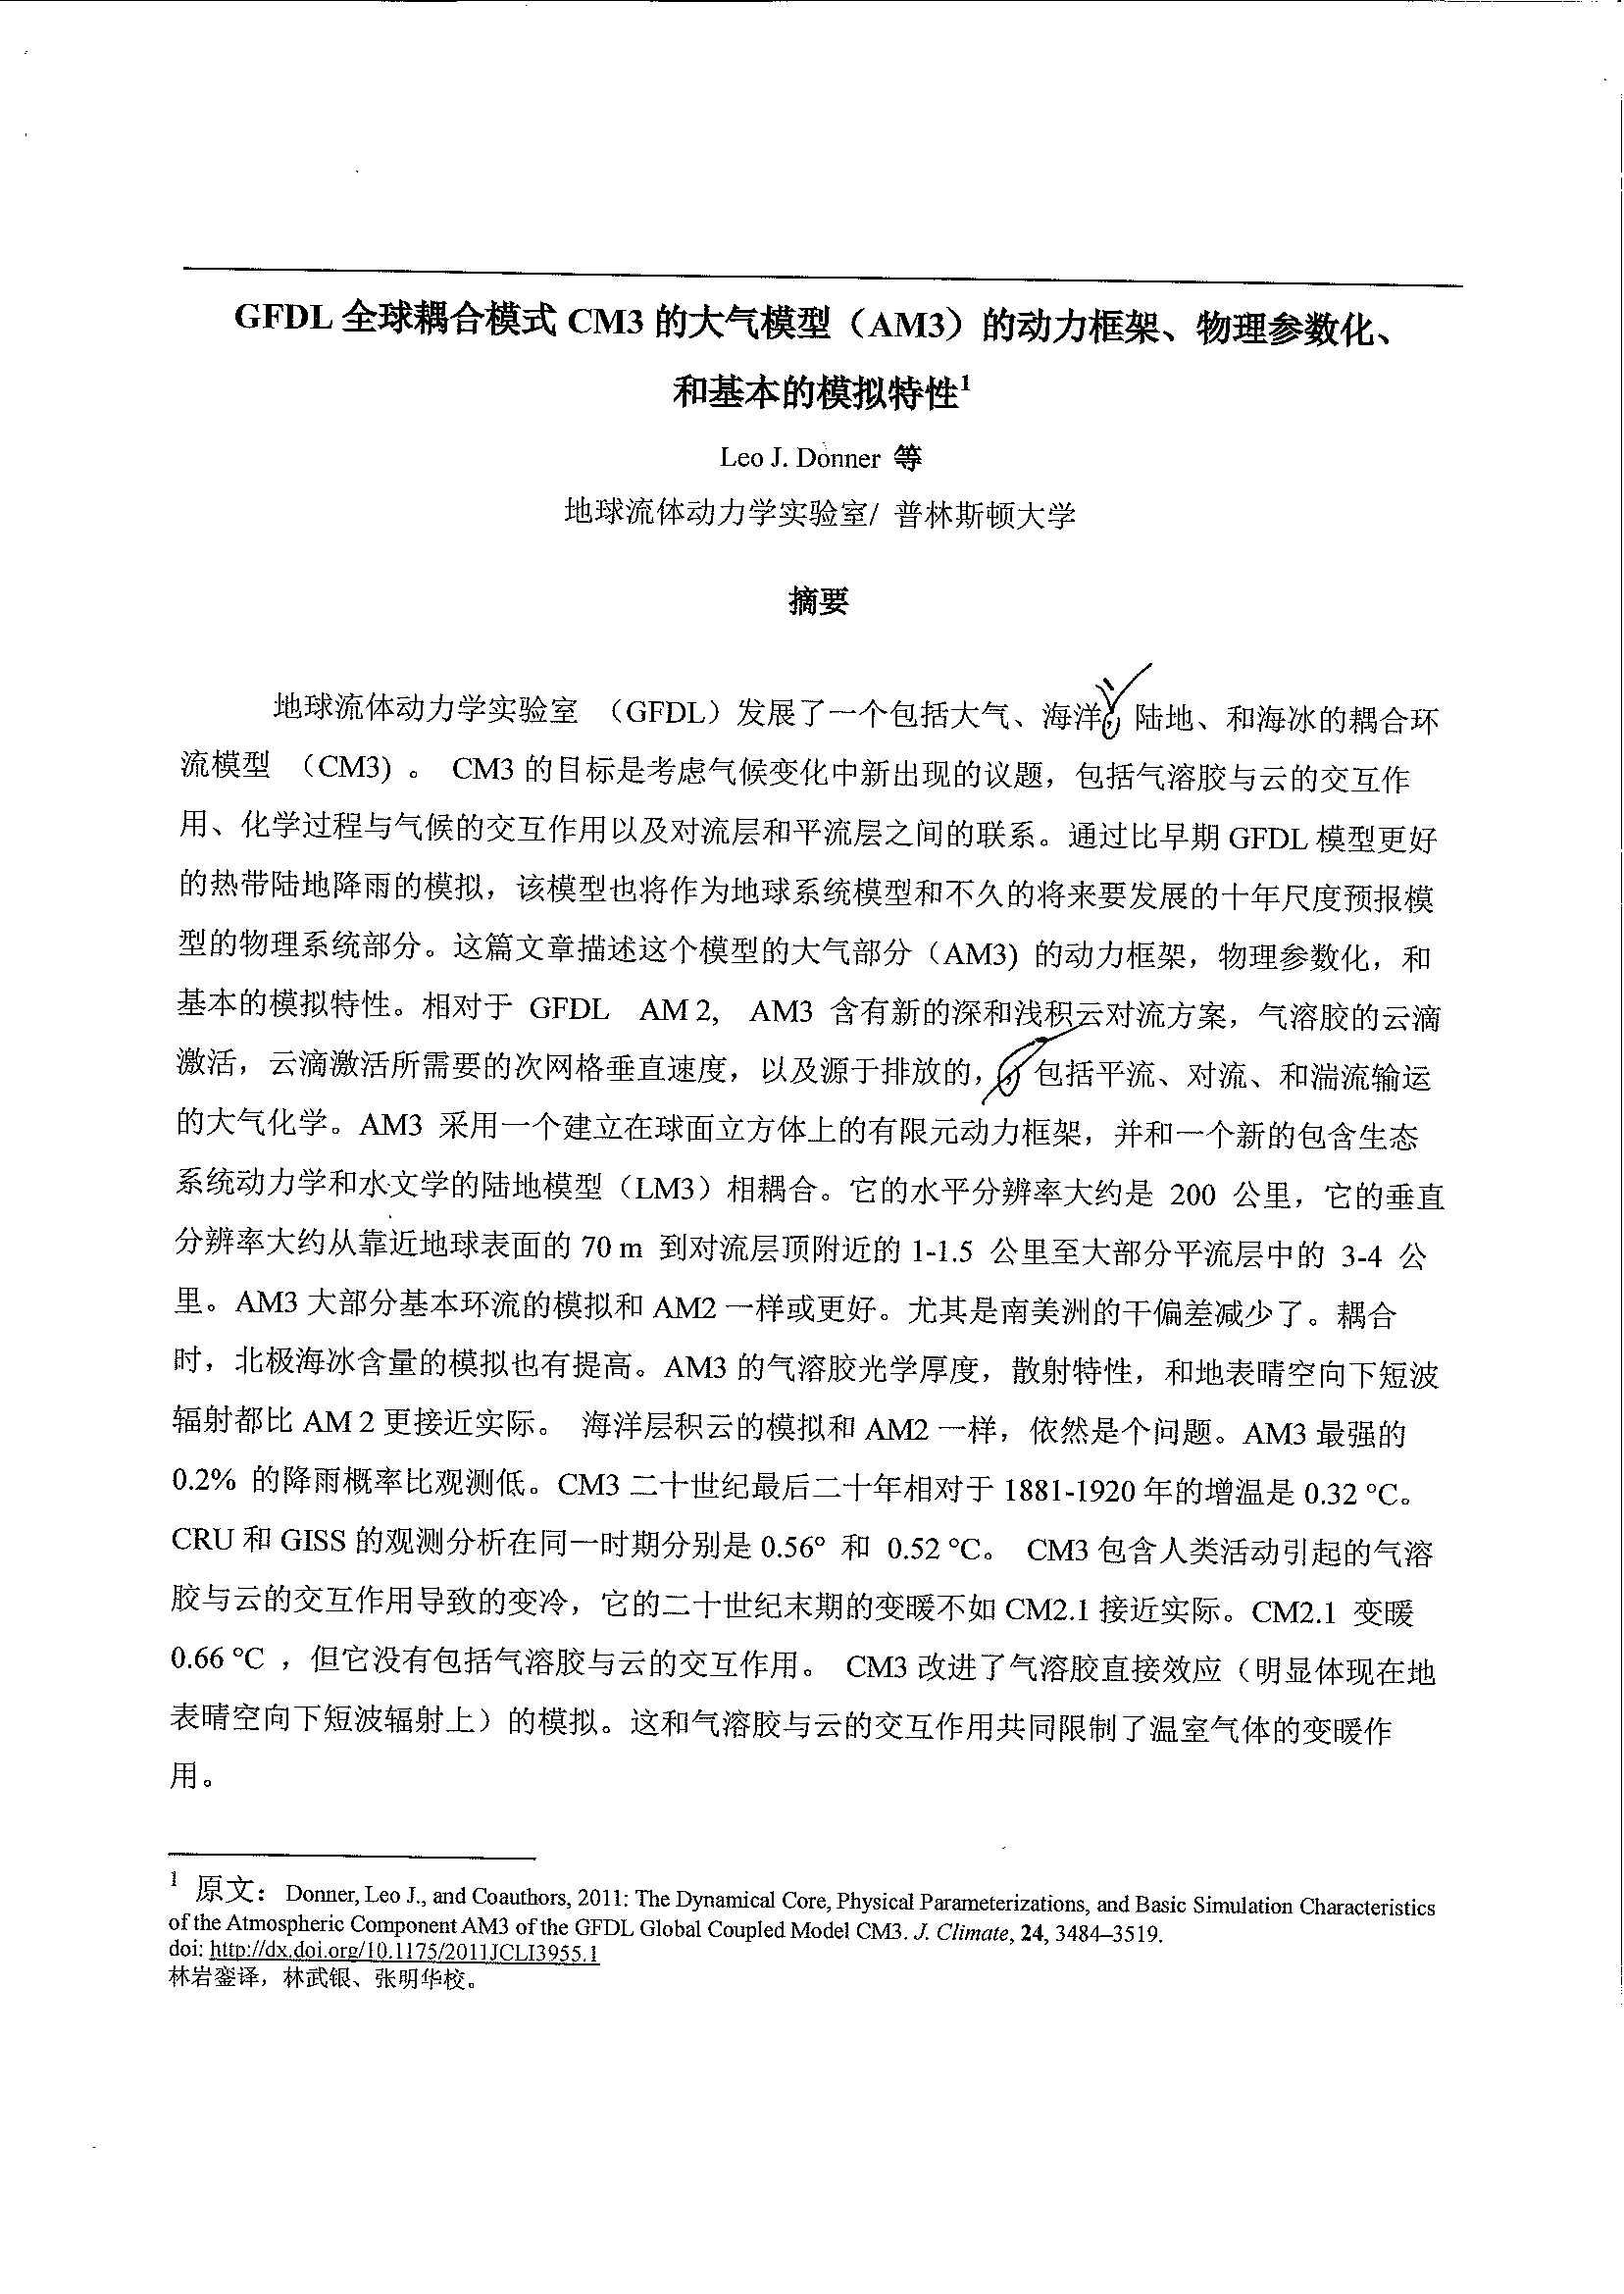 GFDL 全球耦合模式 CM3 的大气模型（AM3）的动力框架、物理参数化、
和基本的模拟特性¹
Leo J. Donner 等
地球流体动力学实验室/ 普林斯顿大学
摘要
地球流体动力学实验室 （GFDL）发展了一个包括大气、海洋、陆地、和海冰的耦合环
流模型 （CM3) 。 CM3 的目标是考虑气候变化中新出现的议题，包括气溶胶与云的交互作
用、化学过程与气候的交互作用以及对流层和平流层之间的联系。通过比早期 GFDL 模型更好
的热带陆地降雨的模拟，该模型也将作为地球系统模型和不久的将来要发展的十年尺度预报模
型的物理系统部分。这篇文章描述这个模型的大气部分（AM3) 的动力框架，物理参数化，和
基本的模拟特性。相对于 GFDL AM 2, AM3 含有新的深和浅积云对流方案，气溶胶的云滴
激活，云滴激活所需要的次网格垂直速度，以及源于排放的，包括平流、对流、和湍流输运
的大气化学。AM3 采用一个建立在球面立方体上的有限元动力框架，并和一个新的包含生态
系统动力学和水文学的陆地模型（LM3）相耦合。它的水平分辨率大约是 200 公里，它的垂直
分辨率大约从靠近地球表面的 70 m 到对流层顶附近的 1-1.5 公里至大部分平流层中的 3-4 公
里。AM3 大部分基本环流的模拟和 AM2 一样或更好。尤其是南美洲的干偏差减少了。耦合
时，北极海冰含量的模拟也有提高。AM3 的气溶胶光学厚度，散射特性，和地表晴空向下短波
辐射都比 AM 2 更接近实际。 海洋层积云的模拟和 AM2 一样，依然是个问题。AM3 最强的
0.2% 的降雨概率比观测低。CM3 二十世纪最后二十年相对于 1881-1920 年的增温是 0.32 °C。
CRU 和 GISS 的观测分析在同一时期分别是 0.56° 和 0.52 °C。 CM3 包含人类活动引起的气溶
胶与云的交互作用导致的变冷，它的二十世纪末期的变暖不如 CM2.1 接近实际。CM2.1 变暖
0.66 °C ，但它没有包括气溶胶与云的交互作用。 CM3 改进了气溶胶直接效应（明显体现在地
表晴空向下短波辐射上）的模拟。这和气溶胶与云的交互作用共同限制了温室气体的变暖作
用。
¹ 原文： Donner, Leo J., and Coauthors, 2011: The Dynamical Core, Physical Parameterizations, and Basic Simulation Characteristics
of the Atmospheric Component AM3 of the GFDL Global Coupled Model CM3. J. Climate, 24, 3484–3519.
doi: http://dx.doi.org/10.1175/2011JCLI3955.1
林岩銮译，林武银、张明华校。